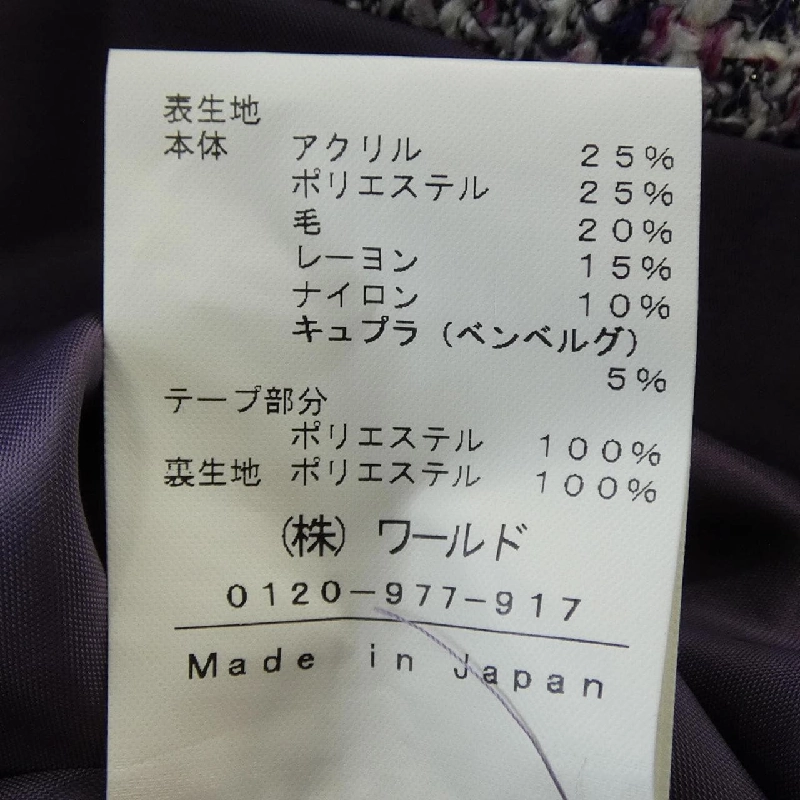 表生地
本体 アクリル 25%
ポリエステル 25%
毛 20%
レーヨン 15%
ナイロン 10%
キュプラ(ベンベルグ)
5%
テープ部分
ポリエステル 100%
裏生地 ポリエステル 100%
(株)ワールド
0120-977-917
Made in Japan